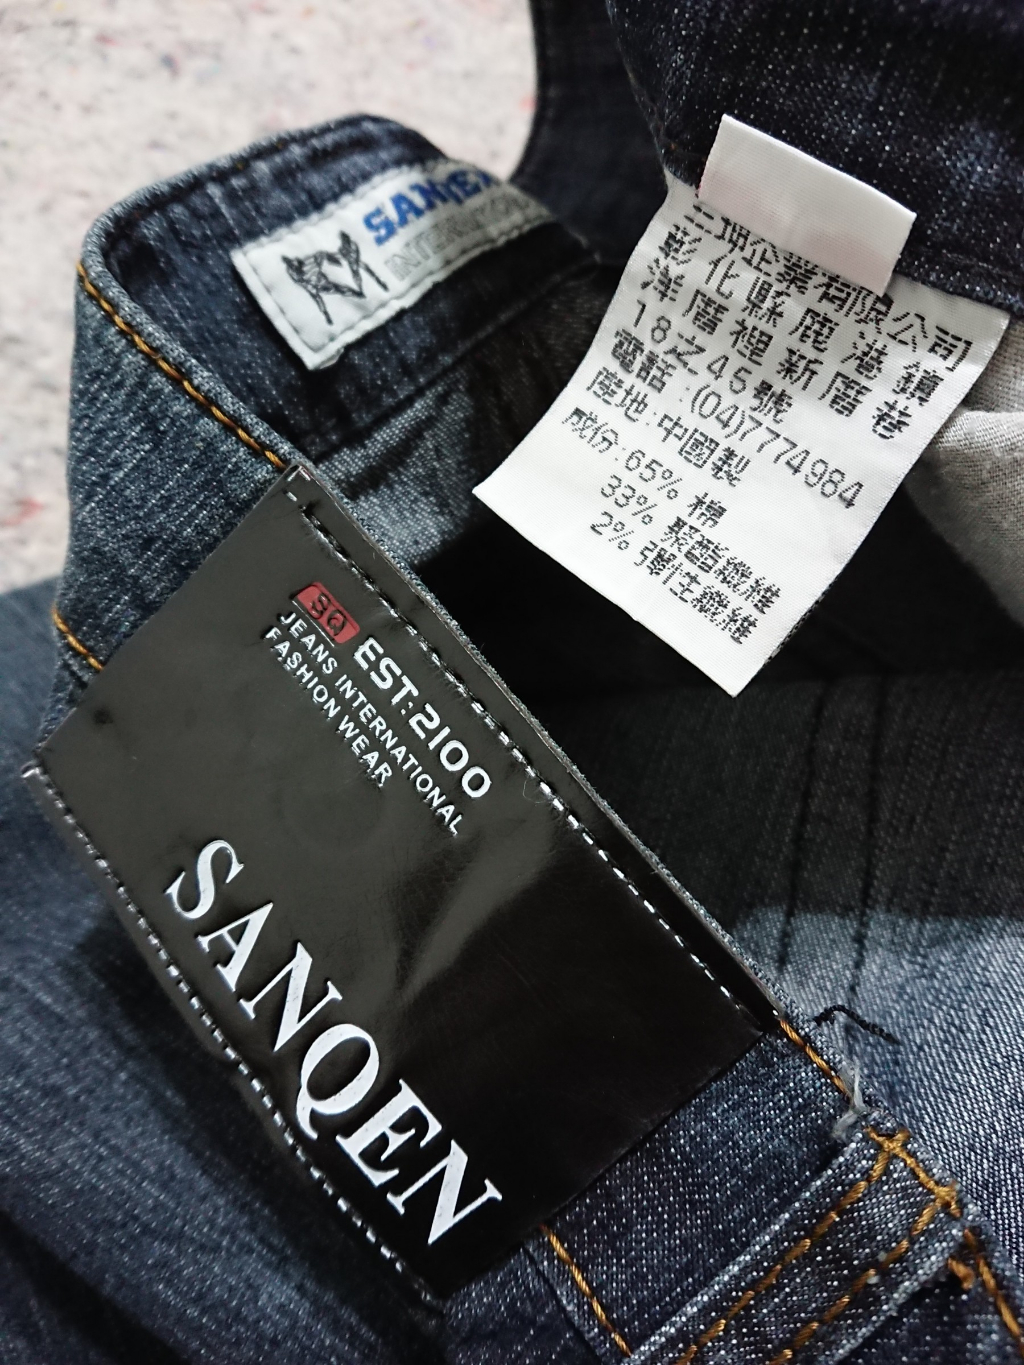 SANQEN
INTERNATIONAL
三坤企業有限公司
彰化縣鹿港鎮
洋厝裡新厝巷
18之45號
電話:(04)7774984
產地:中國製
成份:65% 棉
33% 聚酯纖維
2% 彈性纖維
SQ EST:2100
JEANS INTERNATIONAL
FASHION WEAR
SANQEN